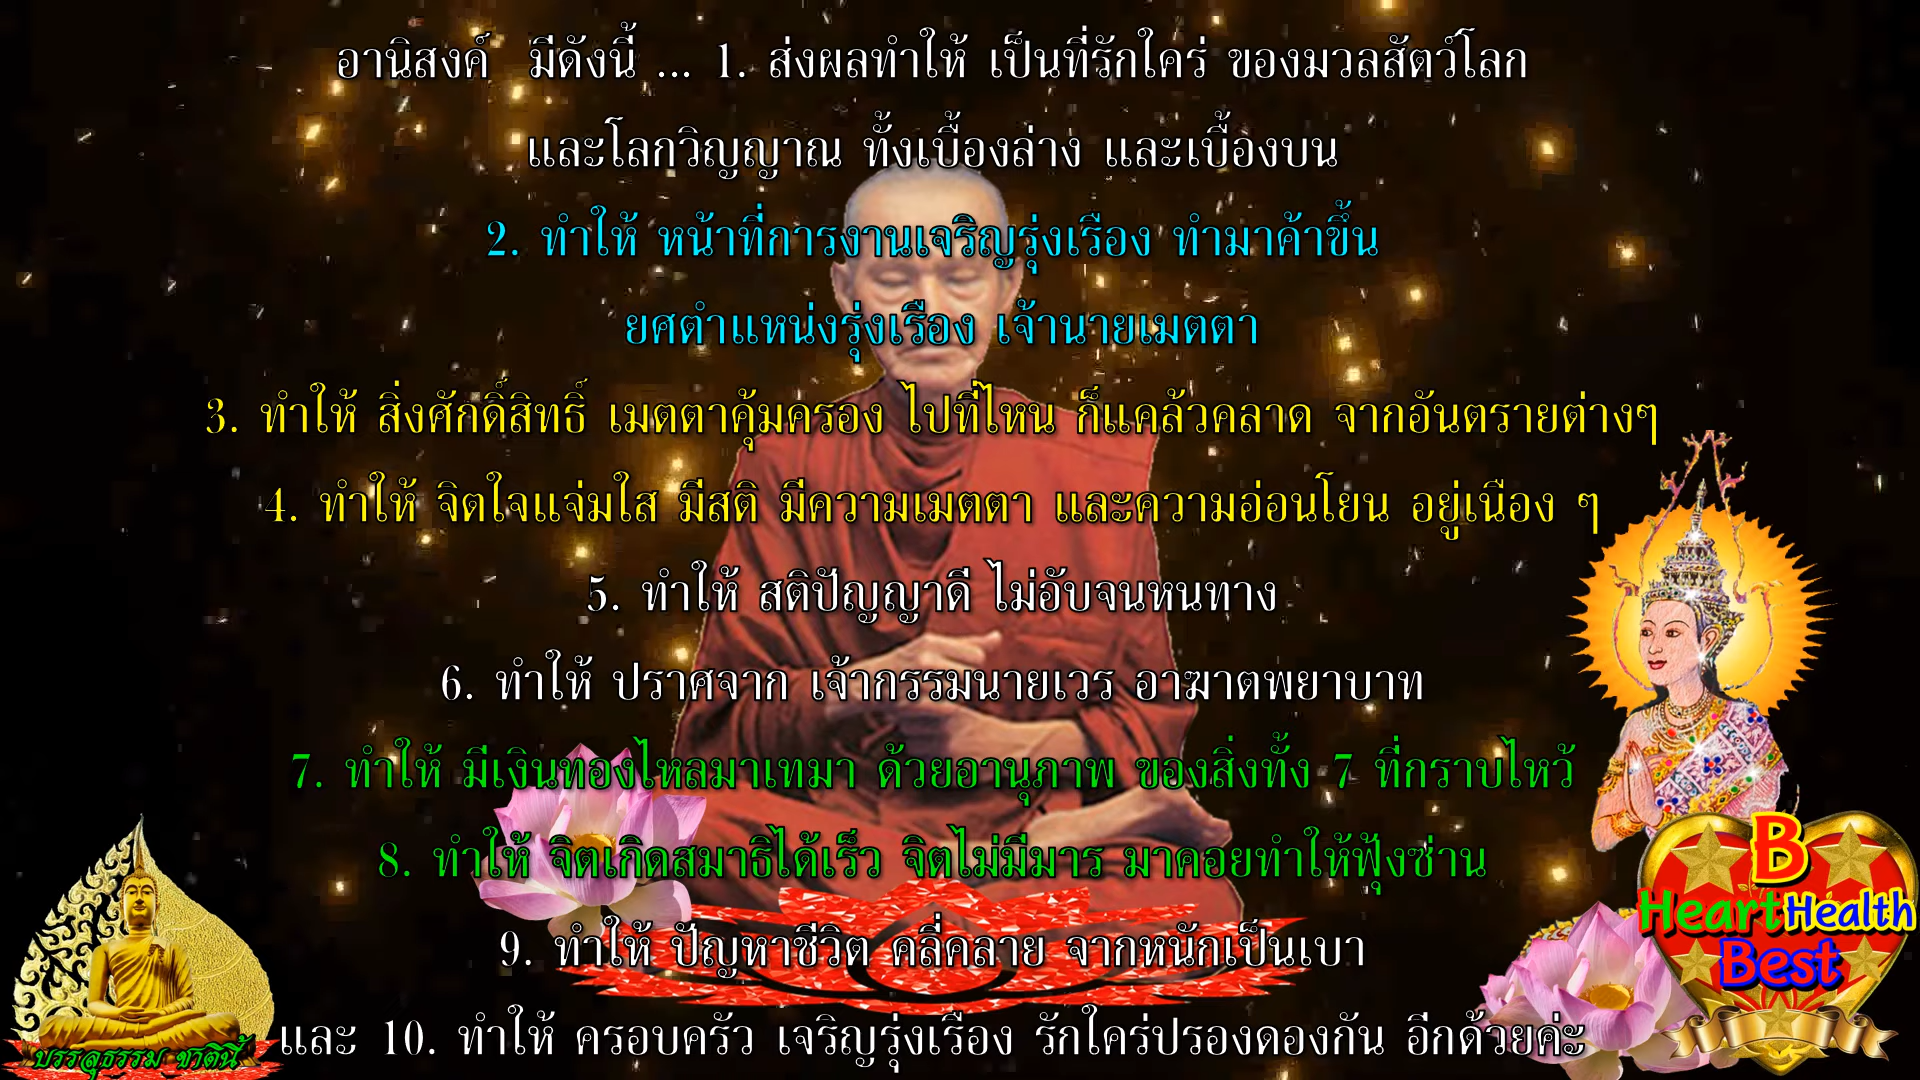 อานิสงค์ มีดังนี้ ... 1. ส่งผลทำให้ เป็นที่รักใคร่ ของมวลสัตว์โลก
และโลกวิญญาณ ทั้งเบื้องล่าง และเบื้องบน
2. ทำให้ หน้าที่การงานเจริญรุ่งเรือง ทำมาค้าขึ้น
ยศตำแหน่งรุ่งเรือง เจ้านายเมตตา
3. ทำให้ สิ่งศักดิ์สิทธิ์ เมตตาคุ้มครอง ไปที่ไหน ก็แคล้วคลาด จากอันตรายต่างๆ
4. ทำให้ จิตใจแจ่มใส มีสติ มีความเมตตา และความอ่อนโยน อยู่เนือง ๆ
5. ทำให้ สติปัญญาดี ไม่อับจนหนทาง
6. ทำให้ ปราศจาก เจ้ากรรมนายเวร อาฆาตพยาบาท
7. ทำให้ มีเงินทองไหลมาเทมา ด้วยอานุภาพ ของสิ่งทั้ง 7 ที่กราบไหว้
8. ทำให้ จิตเกิดสมาธิได้เร็ว จิตไม่มีมาร มาคอยทำให้ฟุ้งซ่าน
9. ทำให้ ปัญหาชีวิต คลี่คลาย จากหนักเป็นเบา
และ 10. ทำให้ ครอบครัว เจริญรุ่งเรือง รักใคร่ปรองดองกัน อีกด้วยค่ะ
บรรลุธรรม ชาตินี้
B
Heart Health
Best